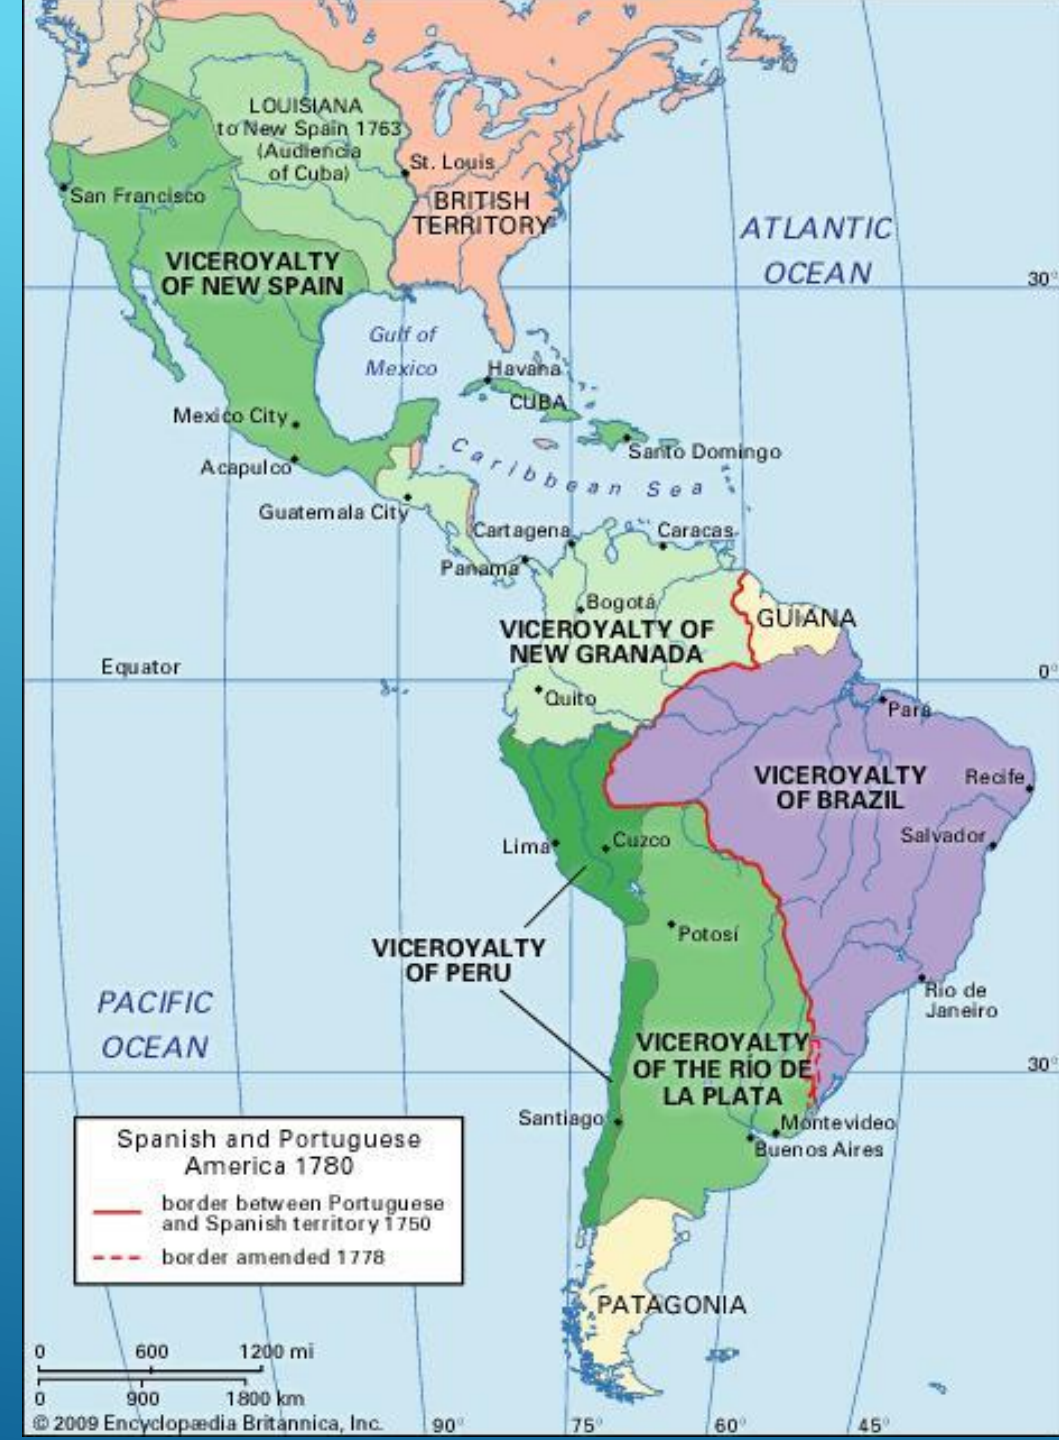 LOUISIANA
to New Spain 1763
(Audiencia
of Cuba)
St. Louis
San Francisco
BRITISH
TERRITORY
ATLANTIC
OCEAN
VICEROYALTY
OF NEW SPAIN
30°
Gulf of
Mexico
Havana
CUBA
Mexico City
Santo Domingo
Acapulco
Caribbean Sea
Guatemala City
Cartagena
Caracas
Panama
Bogotá
GUIANA
VICEROYALTY OF
NEW GRANADA
Equator
0°
Quito
Pará
VICEROYALTY
OF BRAZIL
Recife
Salvador
Lima
Cuzco
Potosí
VICEROYALTY
OF PERU
Rio de
Janeiro
PACIFIC
OCEAN
VICEROYALTY
OF THE RÍO DE
LA PLATA
30°
Santiago
Montevideo
Buenos Aires
Spanish and Portuguese
America 1780
border between Portuguese
and Spanish territory 1750
border amended 1778
PATAGONIA
0 600 1200 mi
0 900 1800 km
© 2009 Encyclopædia Britannica, Inc.
90° 75° 60° 45°